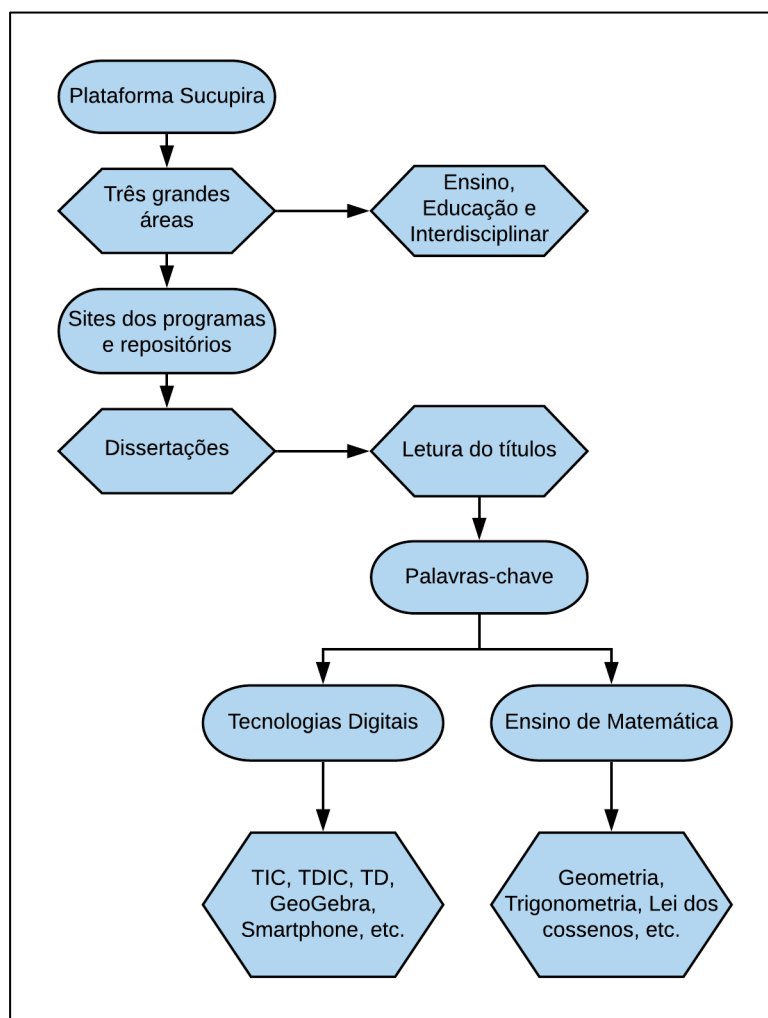 Plataforma Sucupira
Três grandes
áreas
Ensino,
Educação e
Interdisciplinar
Sites dos programas
e repositórios
Dissertações
Letura do títulos
Palavras-chave
Tecnologias Digitais
Ensino de Matemática
TIC, TDIC, TD,
GeoGebra,
Smartphone, etc.
Geometria,
Trigonometria, Lei dos
cossenos, etc.